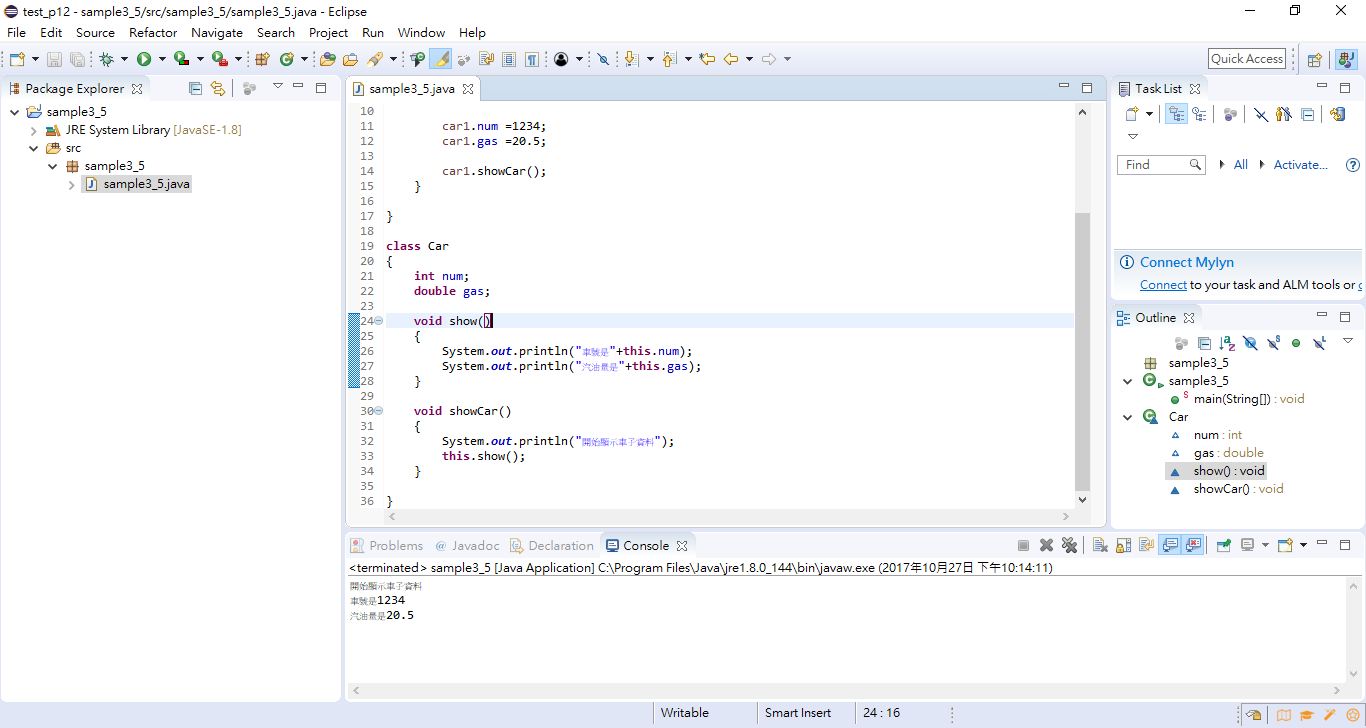 test_p12 - sample3_5/src/sample3_5/sample3_5.java - Eclipse
File Edit Source Refactor Navigate Search Project Run Window Help
Quick Access
Package Explorer
sample3_5
JRE System Library [JavaSE-1.8]
src
sample3_5
sample3_5.java
sample3_5.java
10
11 car1.num =1234;
12 car1.gas =20.5;
13
14 car1.showCar();
15 }
16
17 }
18
19 class Car
20 {
21 int num;
22 double gas;
23
24 void show()
25 {
26 System.out.println("車號是"+this.num);
27 System.out.println("汽油量是"+this.gas);
28 }
29
30 void showCar()
31 {
32 System.out.println("開始顯示車子資料");
33 this.show();
34 }
35
36 }
Task List
Find All Activate...
Connect Mylyn
Connect to your task and ALM tools or
Outline
sample3_5
sample3_5
main(String[]) : void
Car
num : int
gas : double
show() : void
showCar() : void
Problems @ Javadoc Declaration Console
<terminated> sample3_5 [Java Application] C:\Program Files\Java\jre1.8.0_144\bin\javaw.exe (2017年10月27日 下午10:14:11)
開始顯示車子資料
車號是1234
汽油量是20.5
Writable Smart Insert 24 : 16